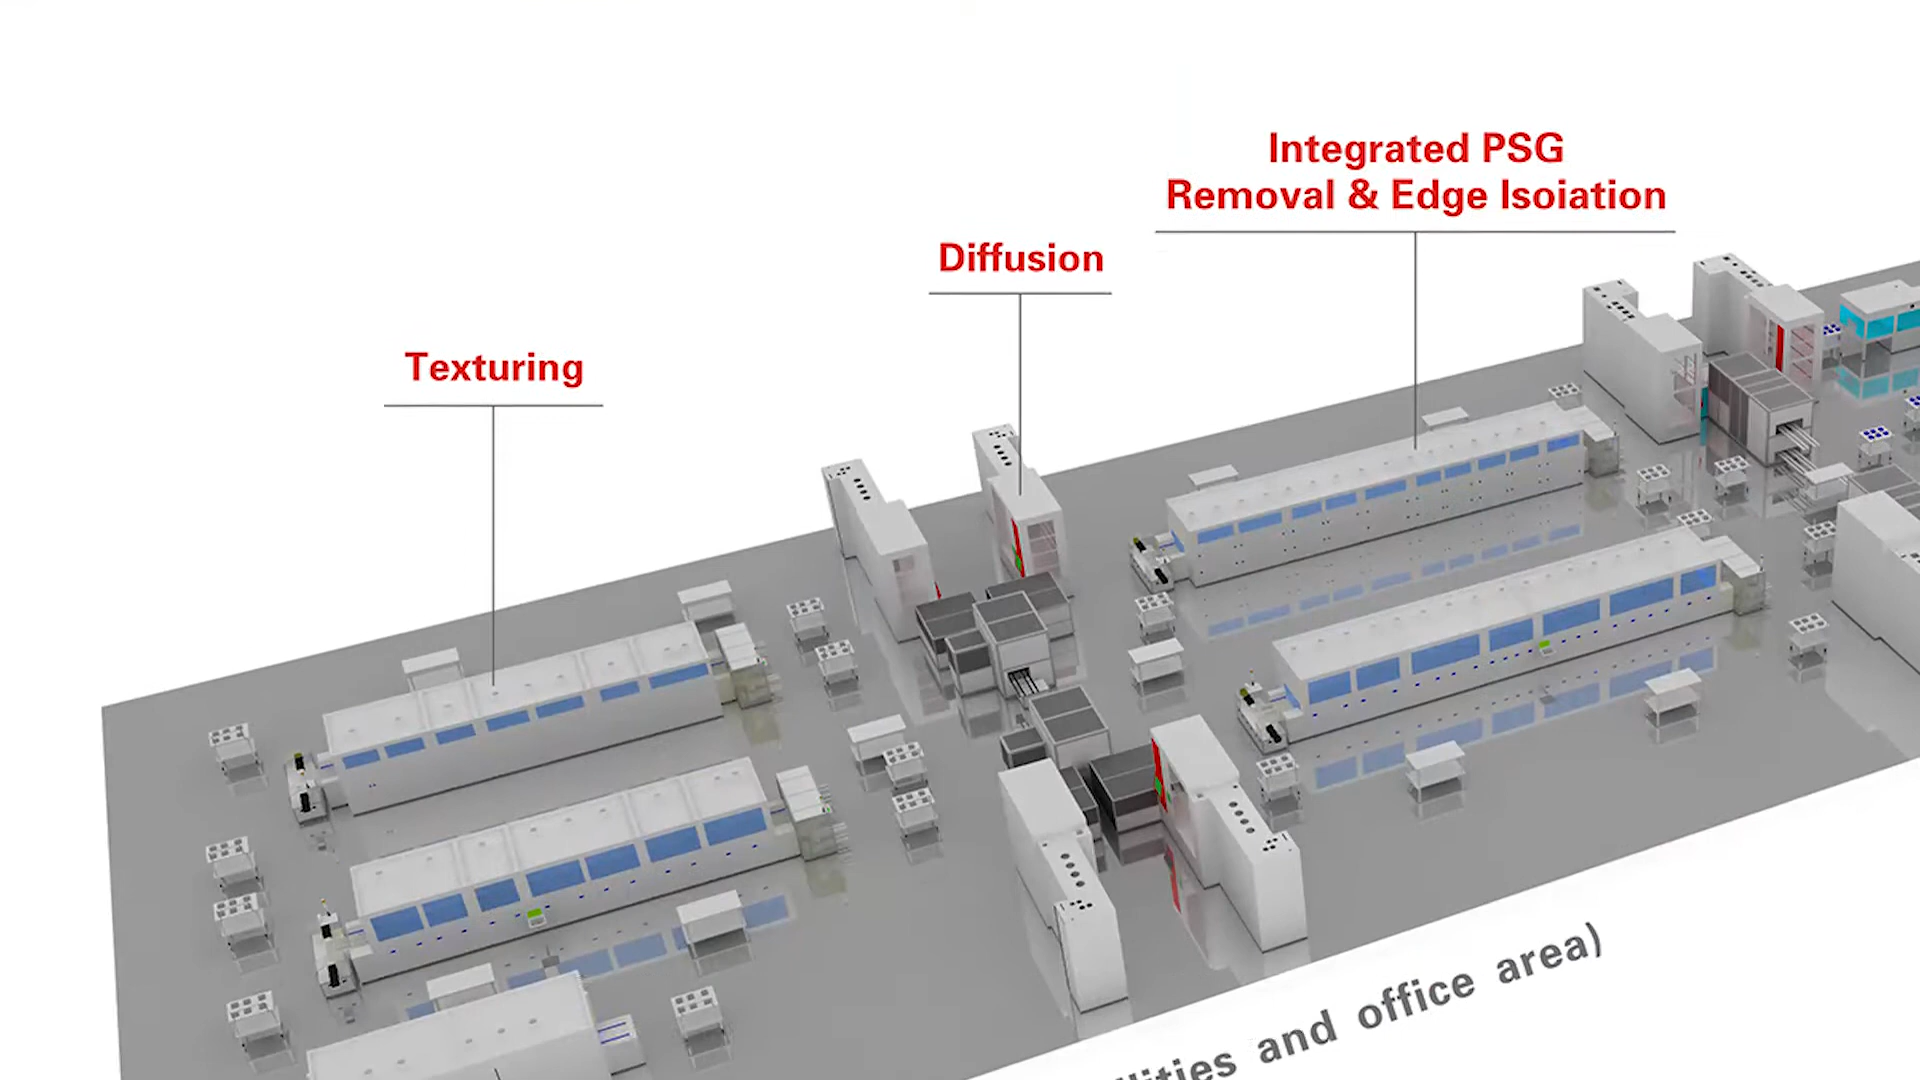 Integrated PSG
Removal & Edge Isoiation
Diffusion
Texturing
and office area)